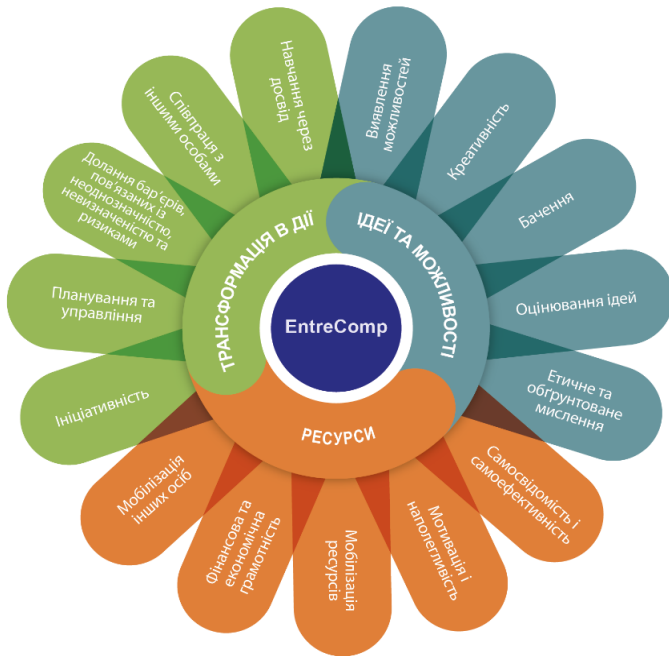 EntreComp
ІДЕЇ ТА МОЖЛИВОСТІ
Виявлення
можливостей
Креативність
Бачення
Оцінювання ідей
Етичне та
обґрунтоване
мислення
РЕСУРСИ
Самосвідомість і
самоефективність
Мотивація і
наполегливість
Мобілізація
ресурсів
Фінансова та
економічна
грамотність
Мобілізація
інших осіб
ТРАНСФОРМАЦІЯ В ДІЇ
Ініціативність
Планування та
управління
Долання бар’єрів,
пов’язаних із
неоднозначністю,
невизначеністю та
ризиками
Співпраця з
іншими особами
Навчання через
досвід